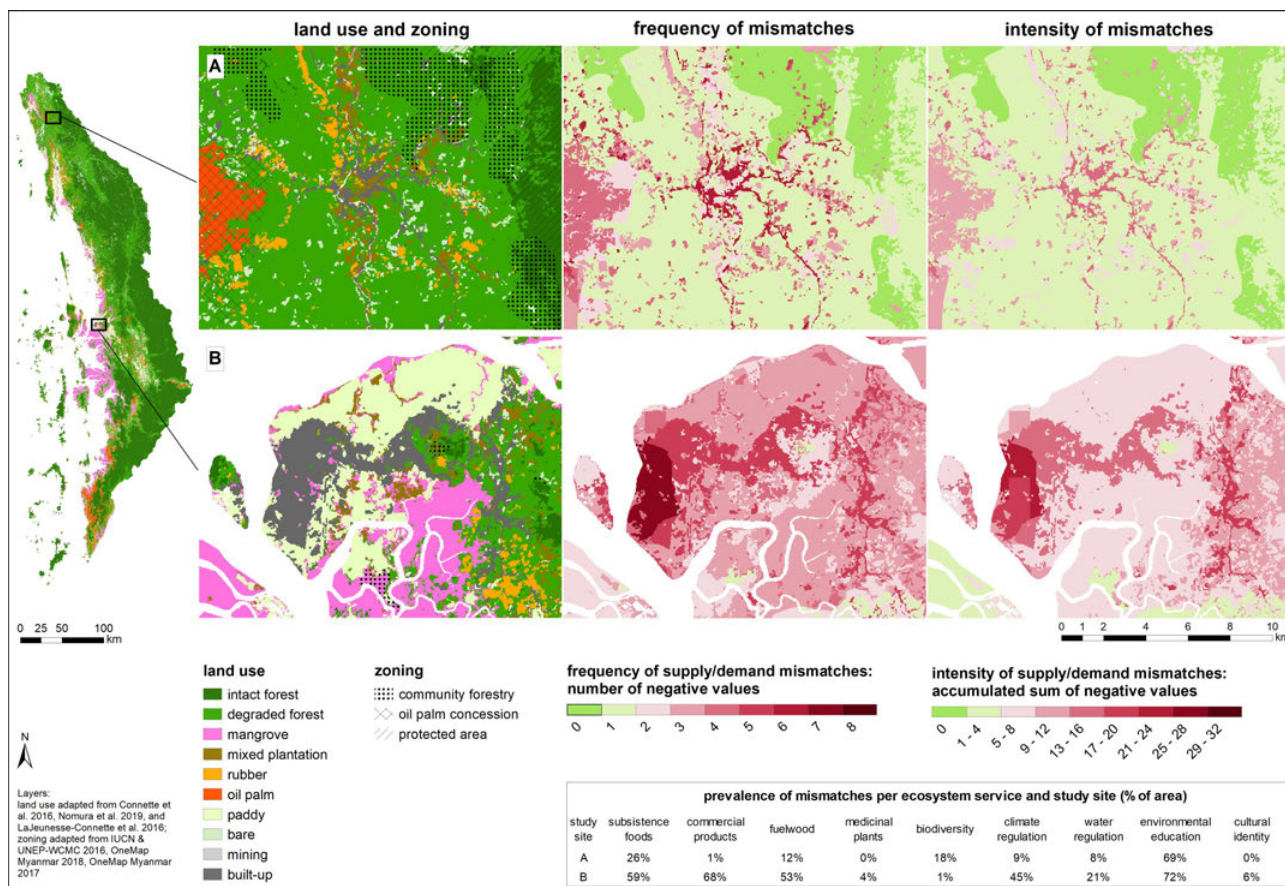 land use and zoning
frequency of mismatches
intensity of mismatches
A
B
0 25 50 100
km
0 1 2 4 6 8 10
km
N
Layers:
land use adapted from Connette et
al. 2016, Nomura et al. 2019, and
LaJeunesse-Connette et al. 2016;
zoning adapted from IUCN &
UNEP-WCMC 2016, OneMap
Myanmar 2018, OneMap Myanmar
2017
land use
intact forest
degraded forest
mangrove
mixed plantation
rubber
oil palm
paddy
bare
mining
built-up
zoning
community forestry
oil palm concession
protected area
frequency of supply/demand mismatches:
number of negative values
0 1 2 3 4 5 6 7 8
intensity of supply/demand mismatches:
accumulated sum of negative values
0 1 - 4 5 - 8 9 - 12 13 - 16 17 - 20 21 - 24 25 - 28 29 - 32
prevalence of mismatches per ecosystem service and study site (% of area)
study site subsistence foods commercial products fuelwood medicinal plants biodiversity climate regulation water regulation environmental education cultural identity
A 26% 1% 12% 0% 18% 9% 8% 69% 0%
B 59% 68% 53% 4% 1% 45% 21% 72% 6%